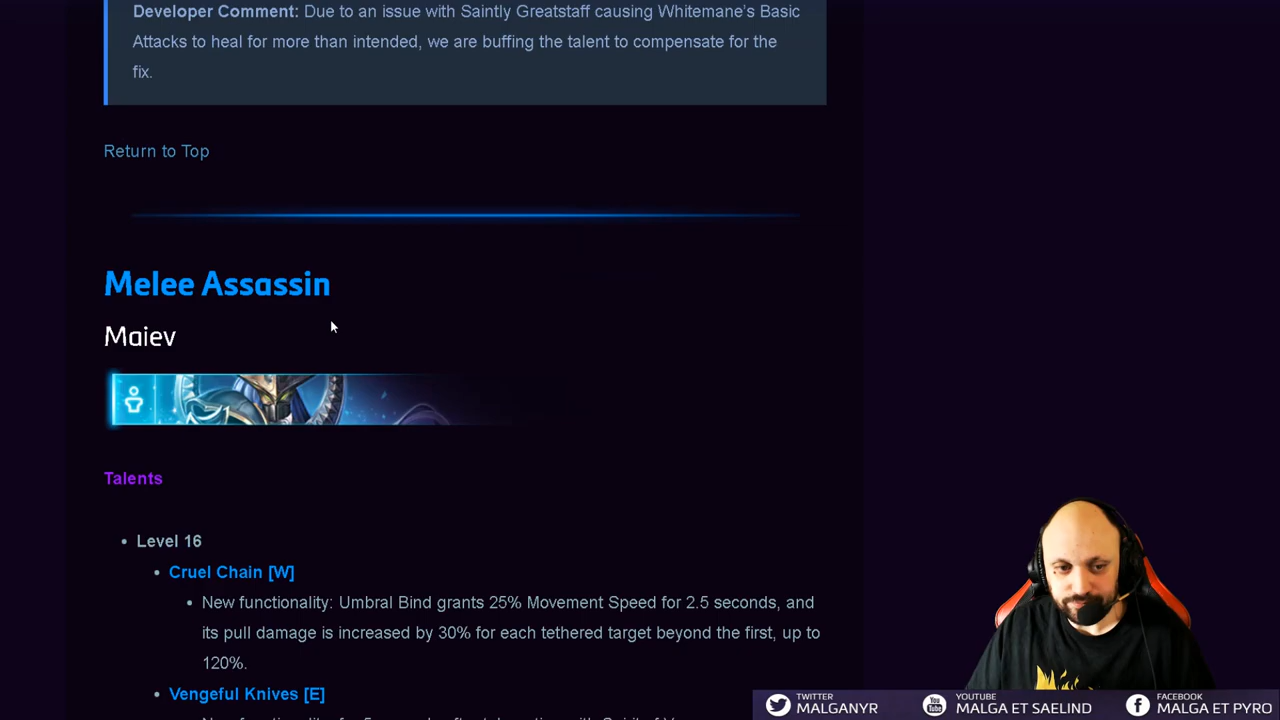 Developer Comment: Due to an issue with Saintly Greatstaff causing Whitemane's Basic
Attacks to heal for more than intended, we are buffing the talent to compensate for the
fix.
Return to Top
Melee Assassin
Maiev
Talents
Level 16
Cruel Chain [W]
New functionality: Umbral Bind grants 25% Movement Speed for 2.5 seconds, and
its pull damage is increased by 30% for each tethered target beyond the first, up to
120%.
Vengeful Knives [E]
TWITTER
MALGANYR
YOUTUBE
MALGA ET SAELIND
FACEBOOK
MALGA ET PYRO